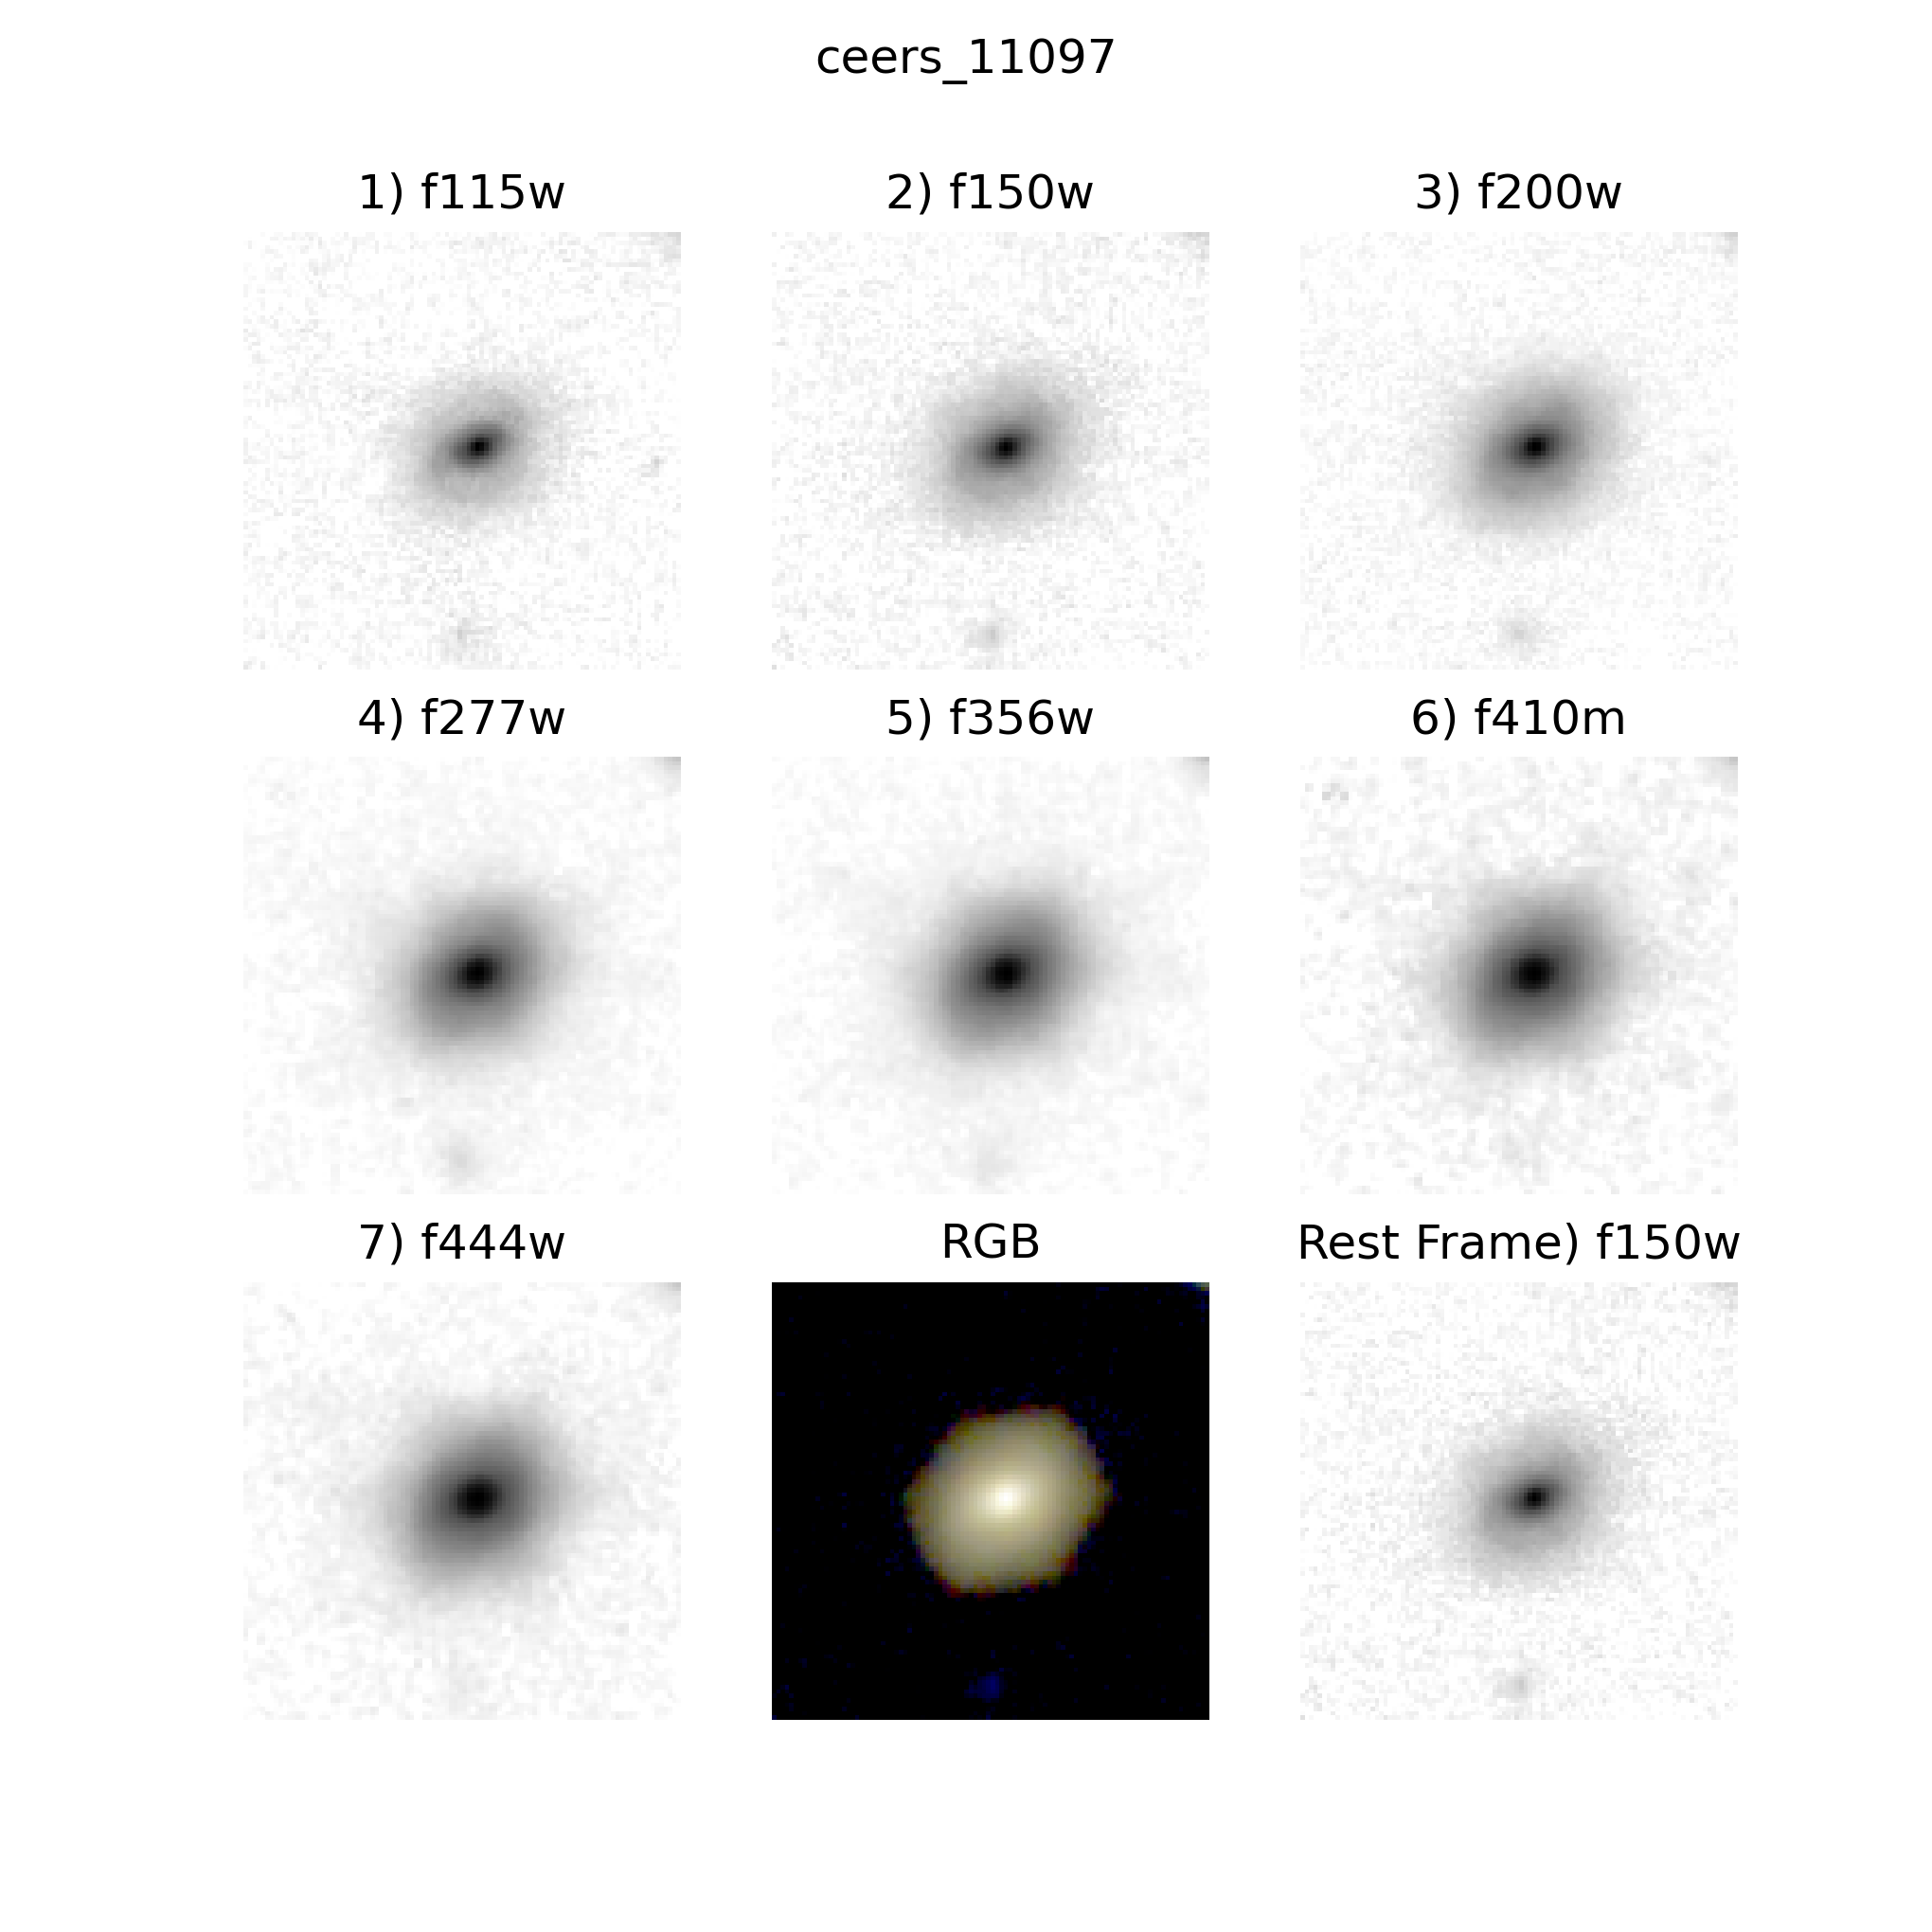 ceers_11097
1) f115w
2) f150w
3) f200w
4) f277w
5) f356w
6) f410m
7) f444w
RGB
Rest Frame) f150w